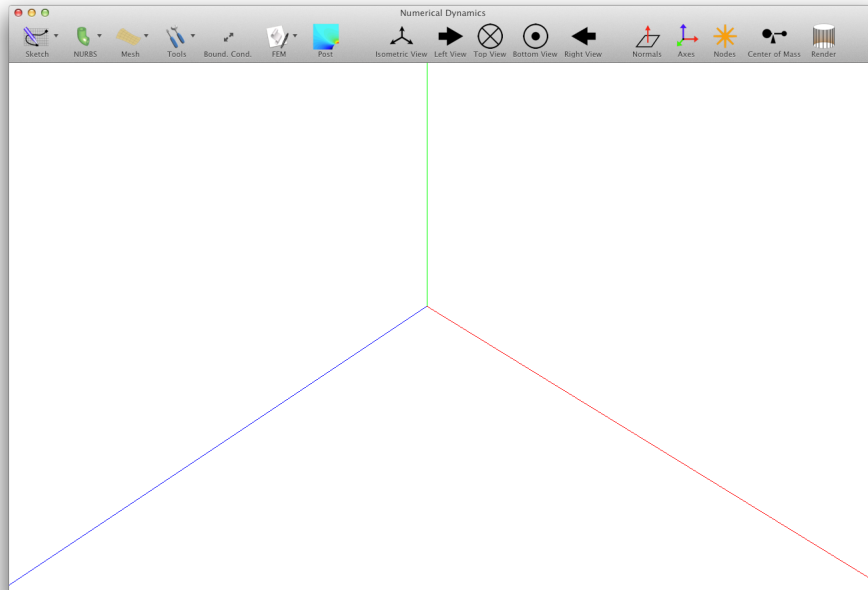 Numerical Dynamics
Sketch NURBS Mesh Tools Bound. Cond. FEM Post Isometric View Left View Top View Bottom View Right View Normals Axes Nodes Center of Mass Render